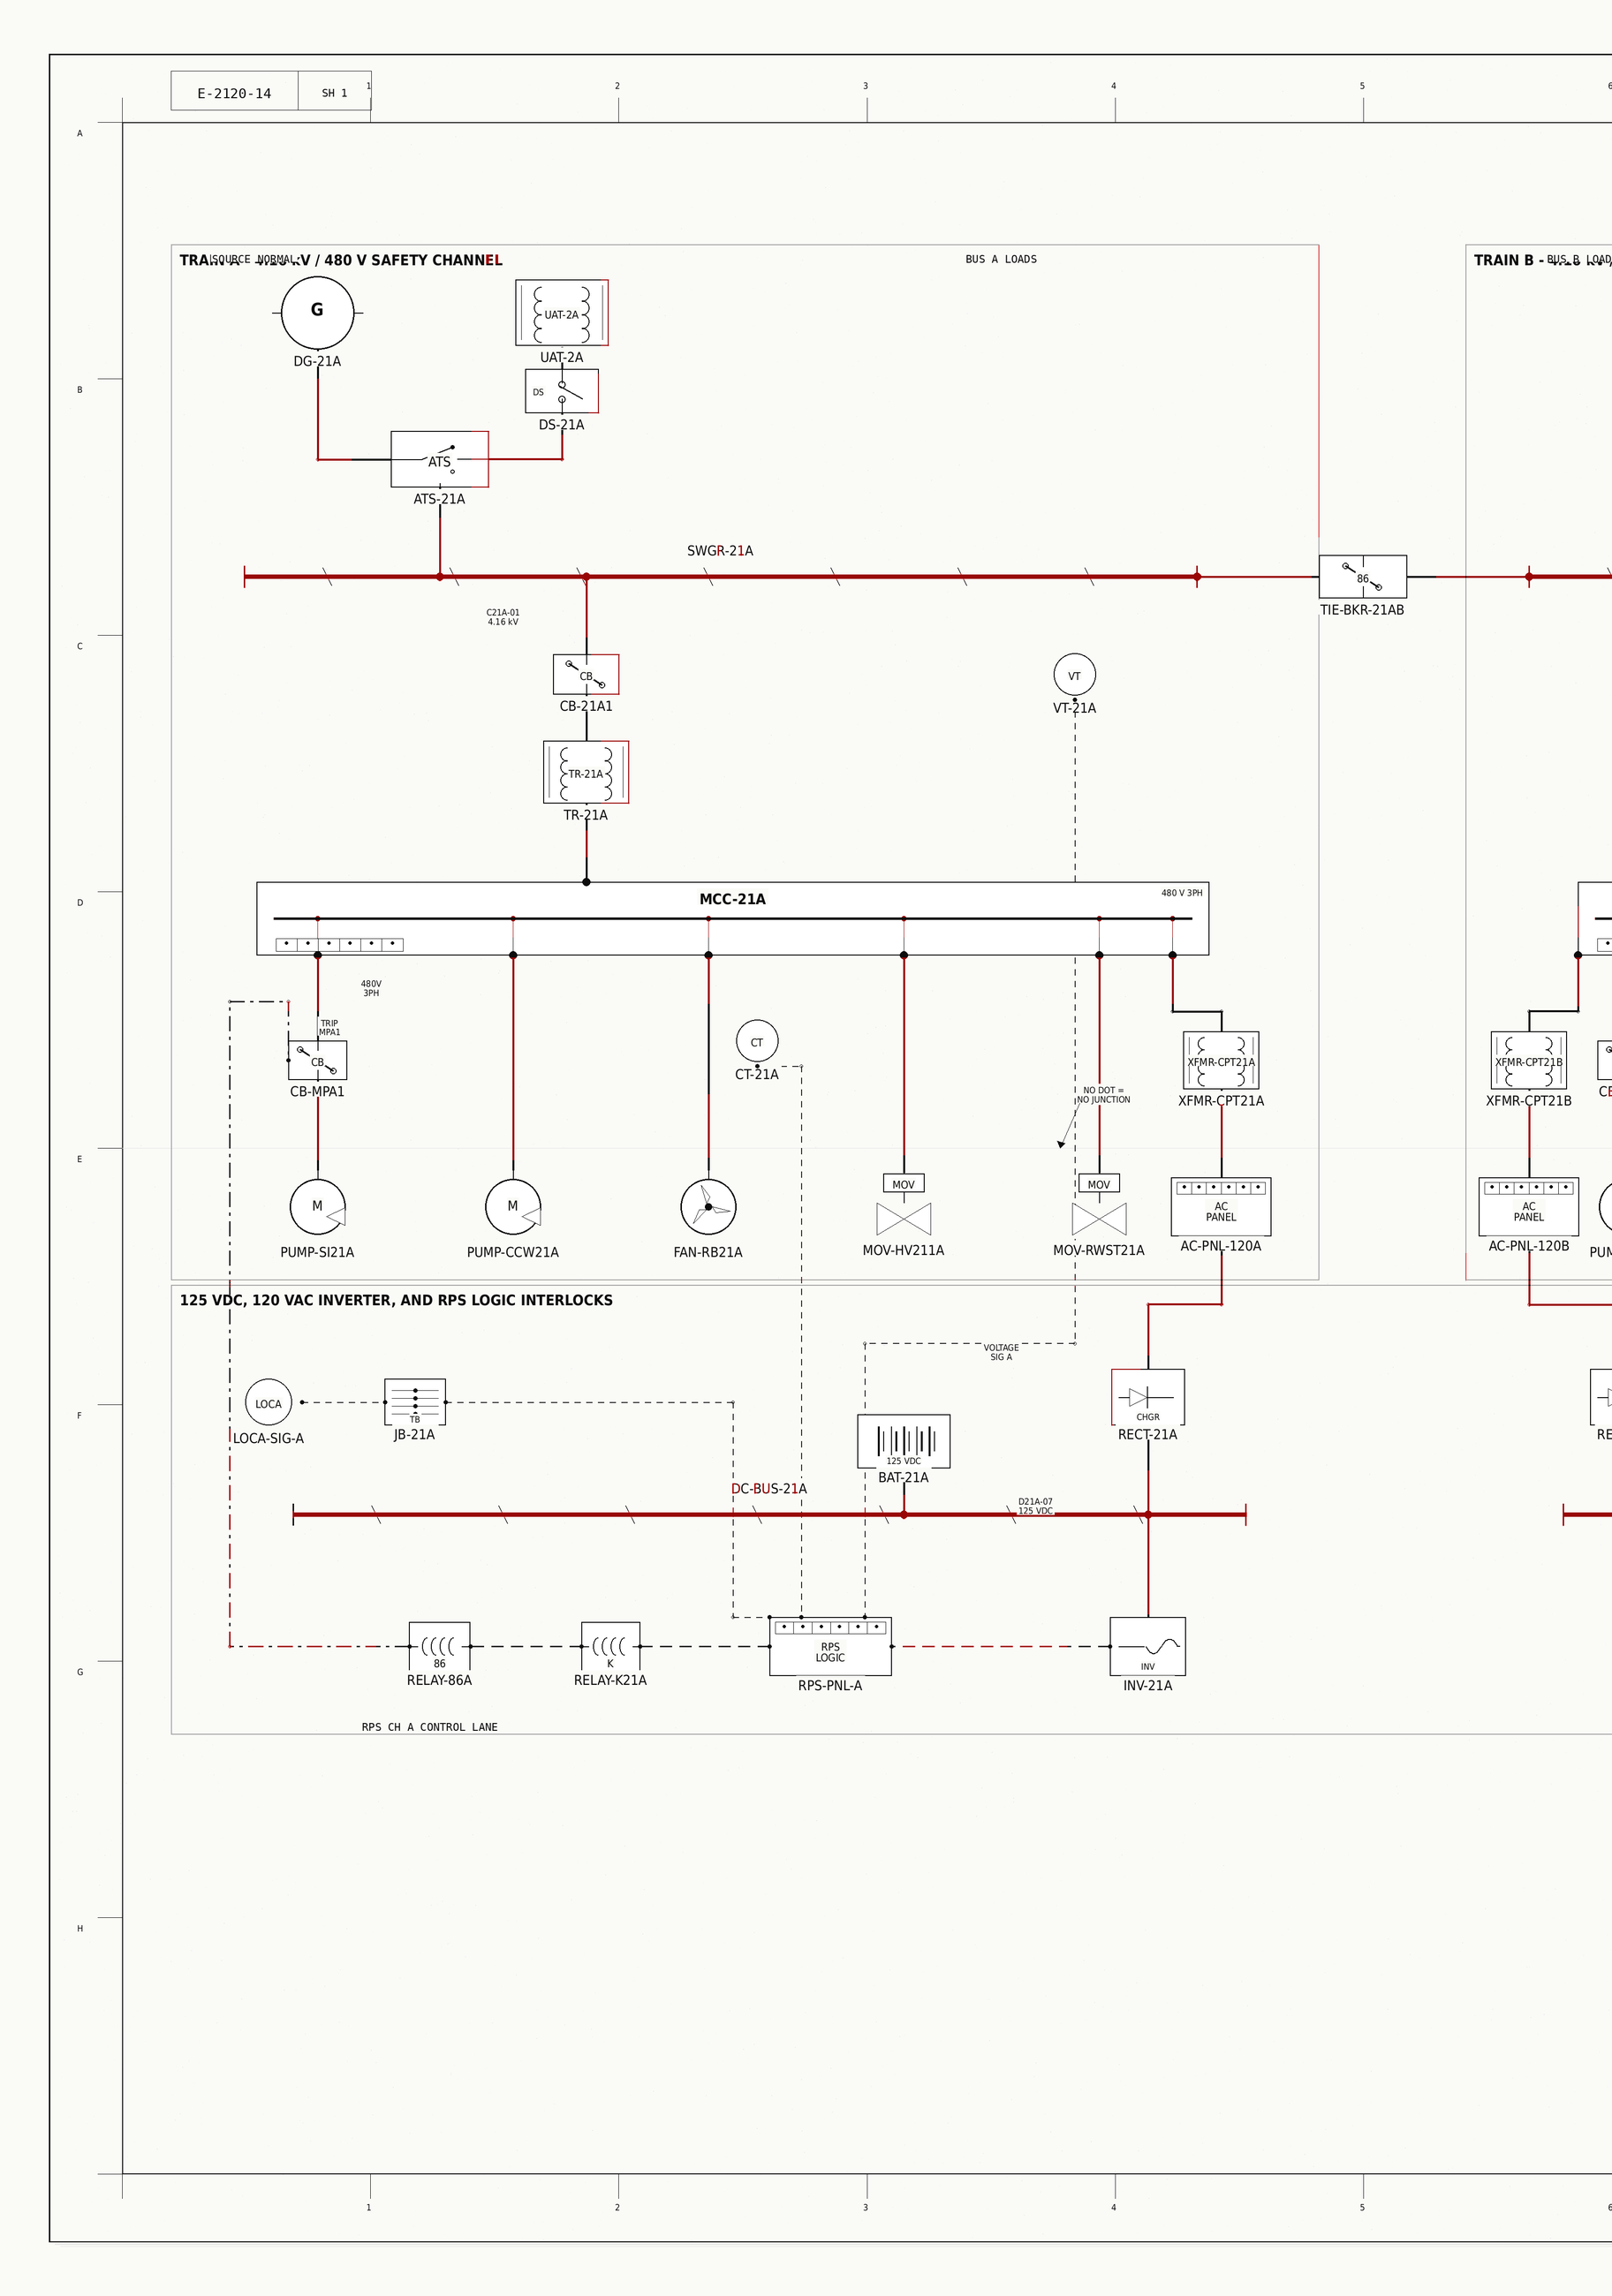 E-2120-14
SH 1
1
2
3
4
5
6
A
B
C
D
E
F
G
H
SOURCE NORMAL
V / 480 V SAFETY CHANNEL
BUS A LOADS
TRAIN B -
G
DG-21A
UAT-2A
UAT-2A
DS
DS-21A
ATS
ATS-21A
SWGR-21A
86
TIE-BKR-21AB
C21A-01
4.16 kV
CB
CB-21A1
VT
VT-21A
TR-21A
TR-21A
MCC-21A
480 V 3PH
480V
3PH
TRIP
MPA1
CB
CB-MPA1
CT
CT-21A
NO DOT =
NO JUNCTION
XFMR-CPT21A
XFMR-CPT21A
XFMR-CPT21B
XFMR-CPT21B
M
PUMP-SI21A
M
PUMP-CCW21A
FAN-RB21A
MOV
MOV-HV211A
MOV
MOV-RWST21A
AC
PANEL
AC-PNL-120A
AC
PANEL
AC-PNL-120B
125 VDC, 120 VAC INVERTER, AND RPS LOGIC INTERLOCKS
VOLTAGE
SIG A
LOCA
LOCA-SIG-A
TB
JB-21A
125 VDC
BAT-21A
CHGR
RECT-21A
DC-BUS-21A
D21A-07
125 VDC
86
RELAY-86A
K
RELAY-K21A
RPS
LOGIC
RPS-PNL-A
INV
INV-21A
RPS CH A CONTROL LANE
1
2
3
4
5
6